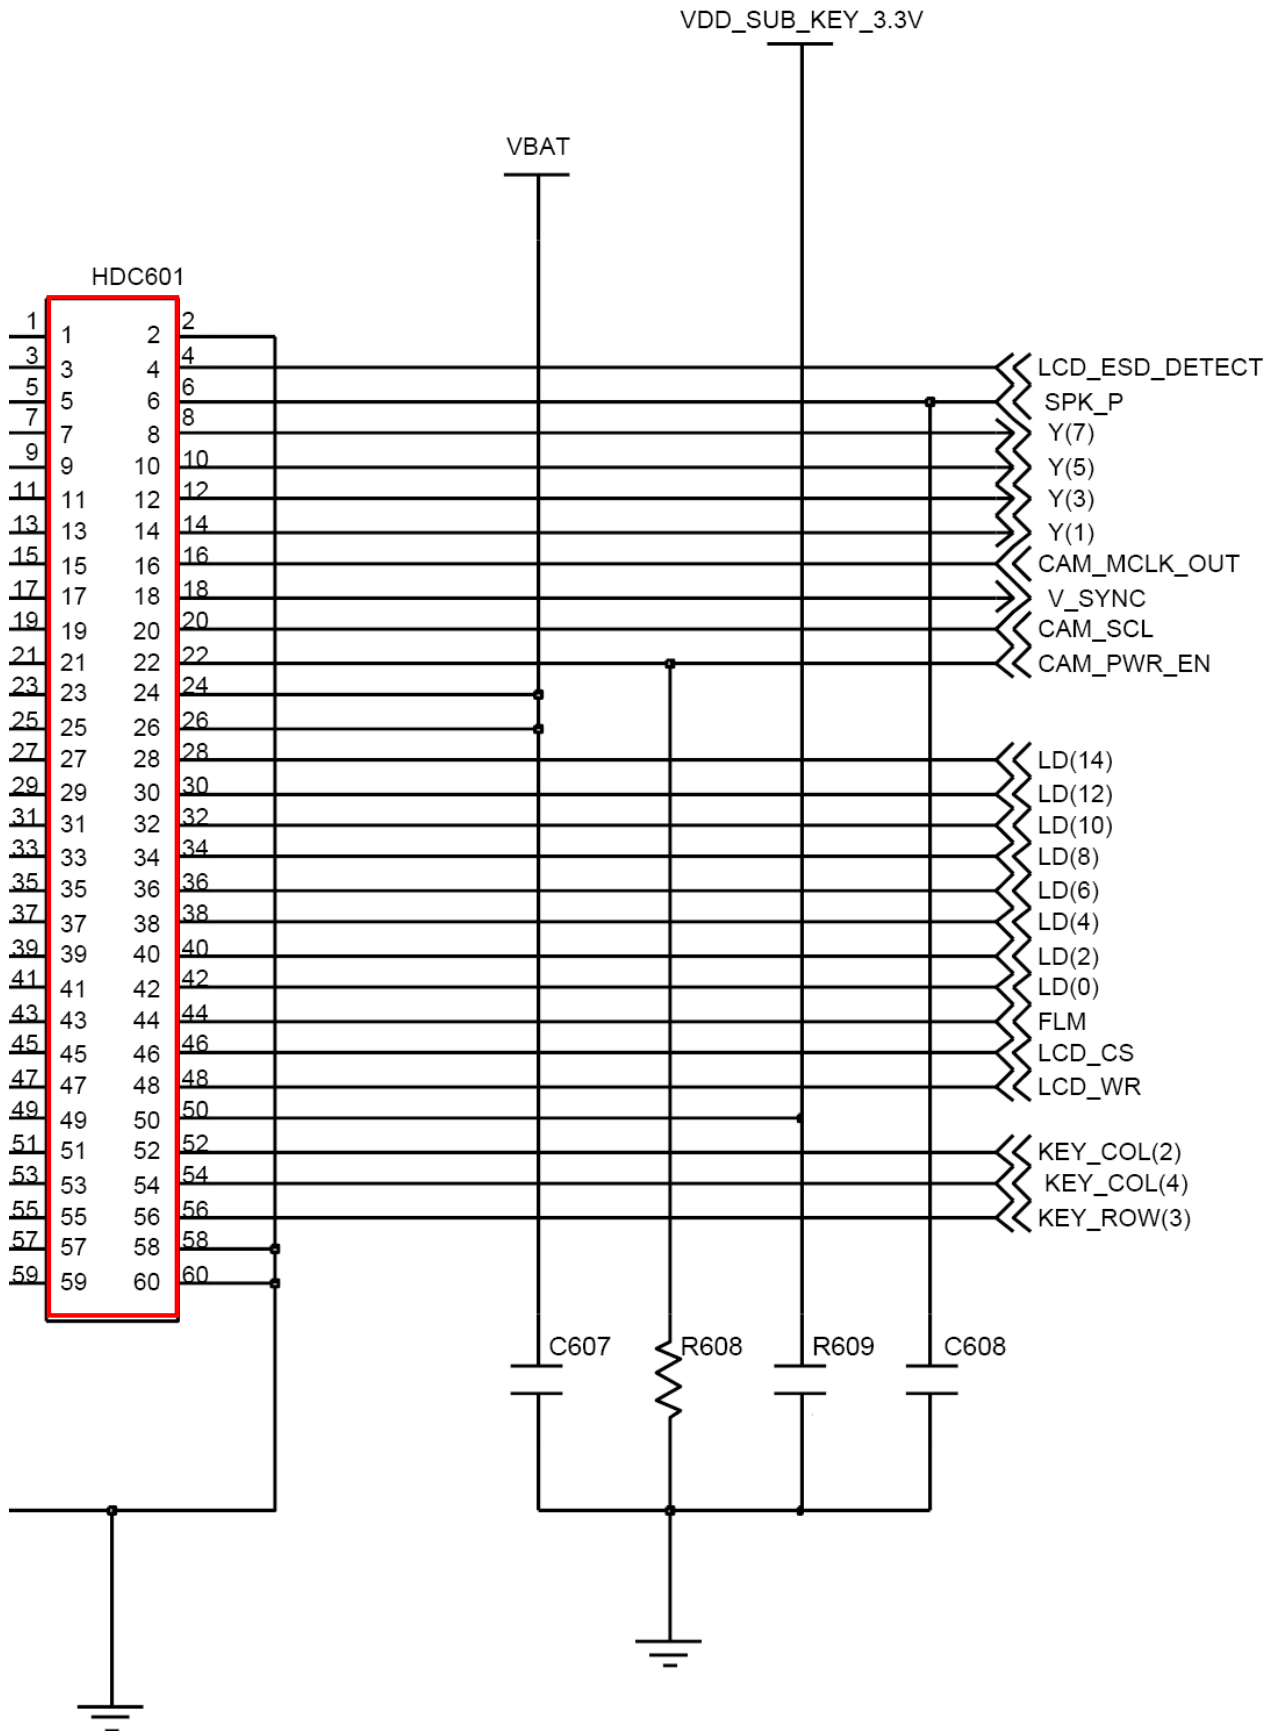 VDD_SUB_KEY_3.3V
VBAT
HDC601
1 1 2 2
3 3 4 4 LCD_ESD_DETECT
5 5 6 6 SPK_P
7 7 8 8 Y(7)
9 9 10 10 Y(5)
11 11 12 12 Y(3)
13 13 14 14 Y(1)
15 15 16 16 CAM_MCLK_OUT
17 17 18 18 V_SYNC
19 19 20 20 CAM_SCL
21 21 22 22 CAM_PWR_EN
23 23 24 24
25 25 26 26
27 27 28 28 LD(14)
29 29 30 30 LD(12)
31 31 32 32 LD(10)
33 33 34 34 LD(8)
35 35 36 36 LD(6)
37 37 38 38 LD(4)
39 39 40 40 LD(2)
41 41 42 42 LD(0)
43 43 44 44 FLM
45 45 46 46 LCD_CS
47 47 48 48 LCD_WR
49 49 50 50
51 51 52 52 KEY_COL(2)
53 53 54 54 KEY_COL(4)
55 55 56 56 KEY_ROW(3)
57 57 58 58
59 59 60 60
C607 R608 R609 C608